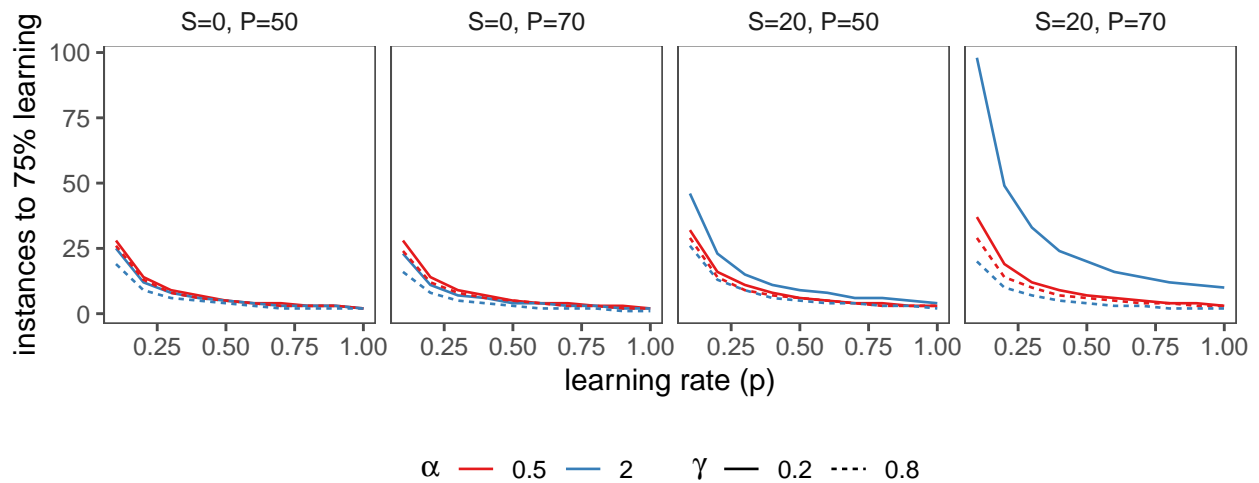 S=0, P=50 S=0, P=70 S=20, P=50 S=20, P=70
instances to 75% learning
100
75
50
25
0
0.25 0.50 0.75 1.00 0.25 0.50 0.75 1.00 0.25 0.50 0.75 1.00 0.25 0.50 0.75 1.00
learning rate (p)
α 0.5 2 γ 0.2 0.8